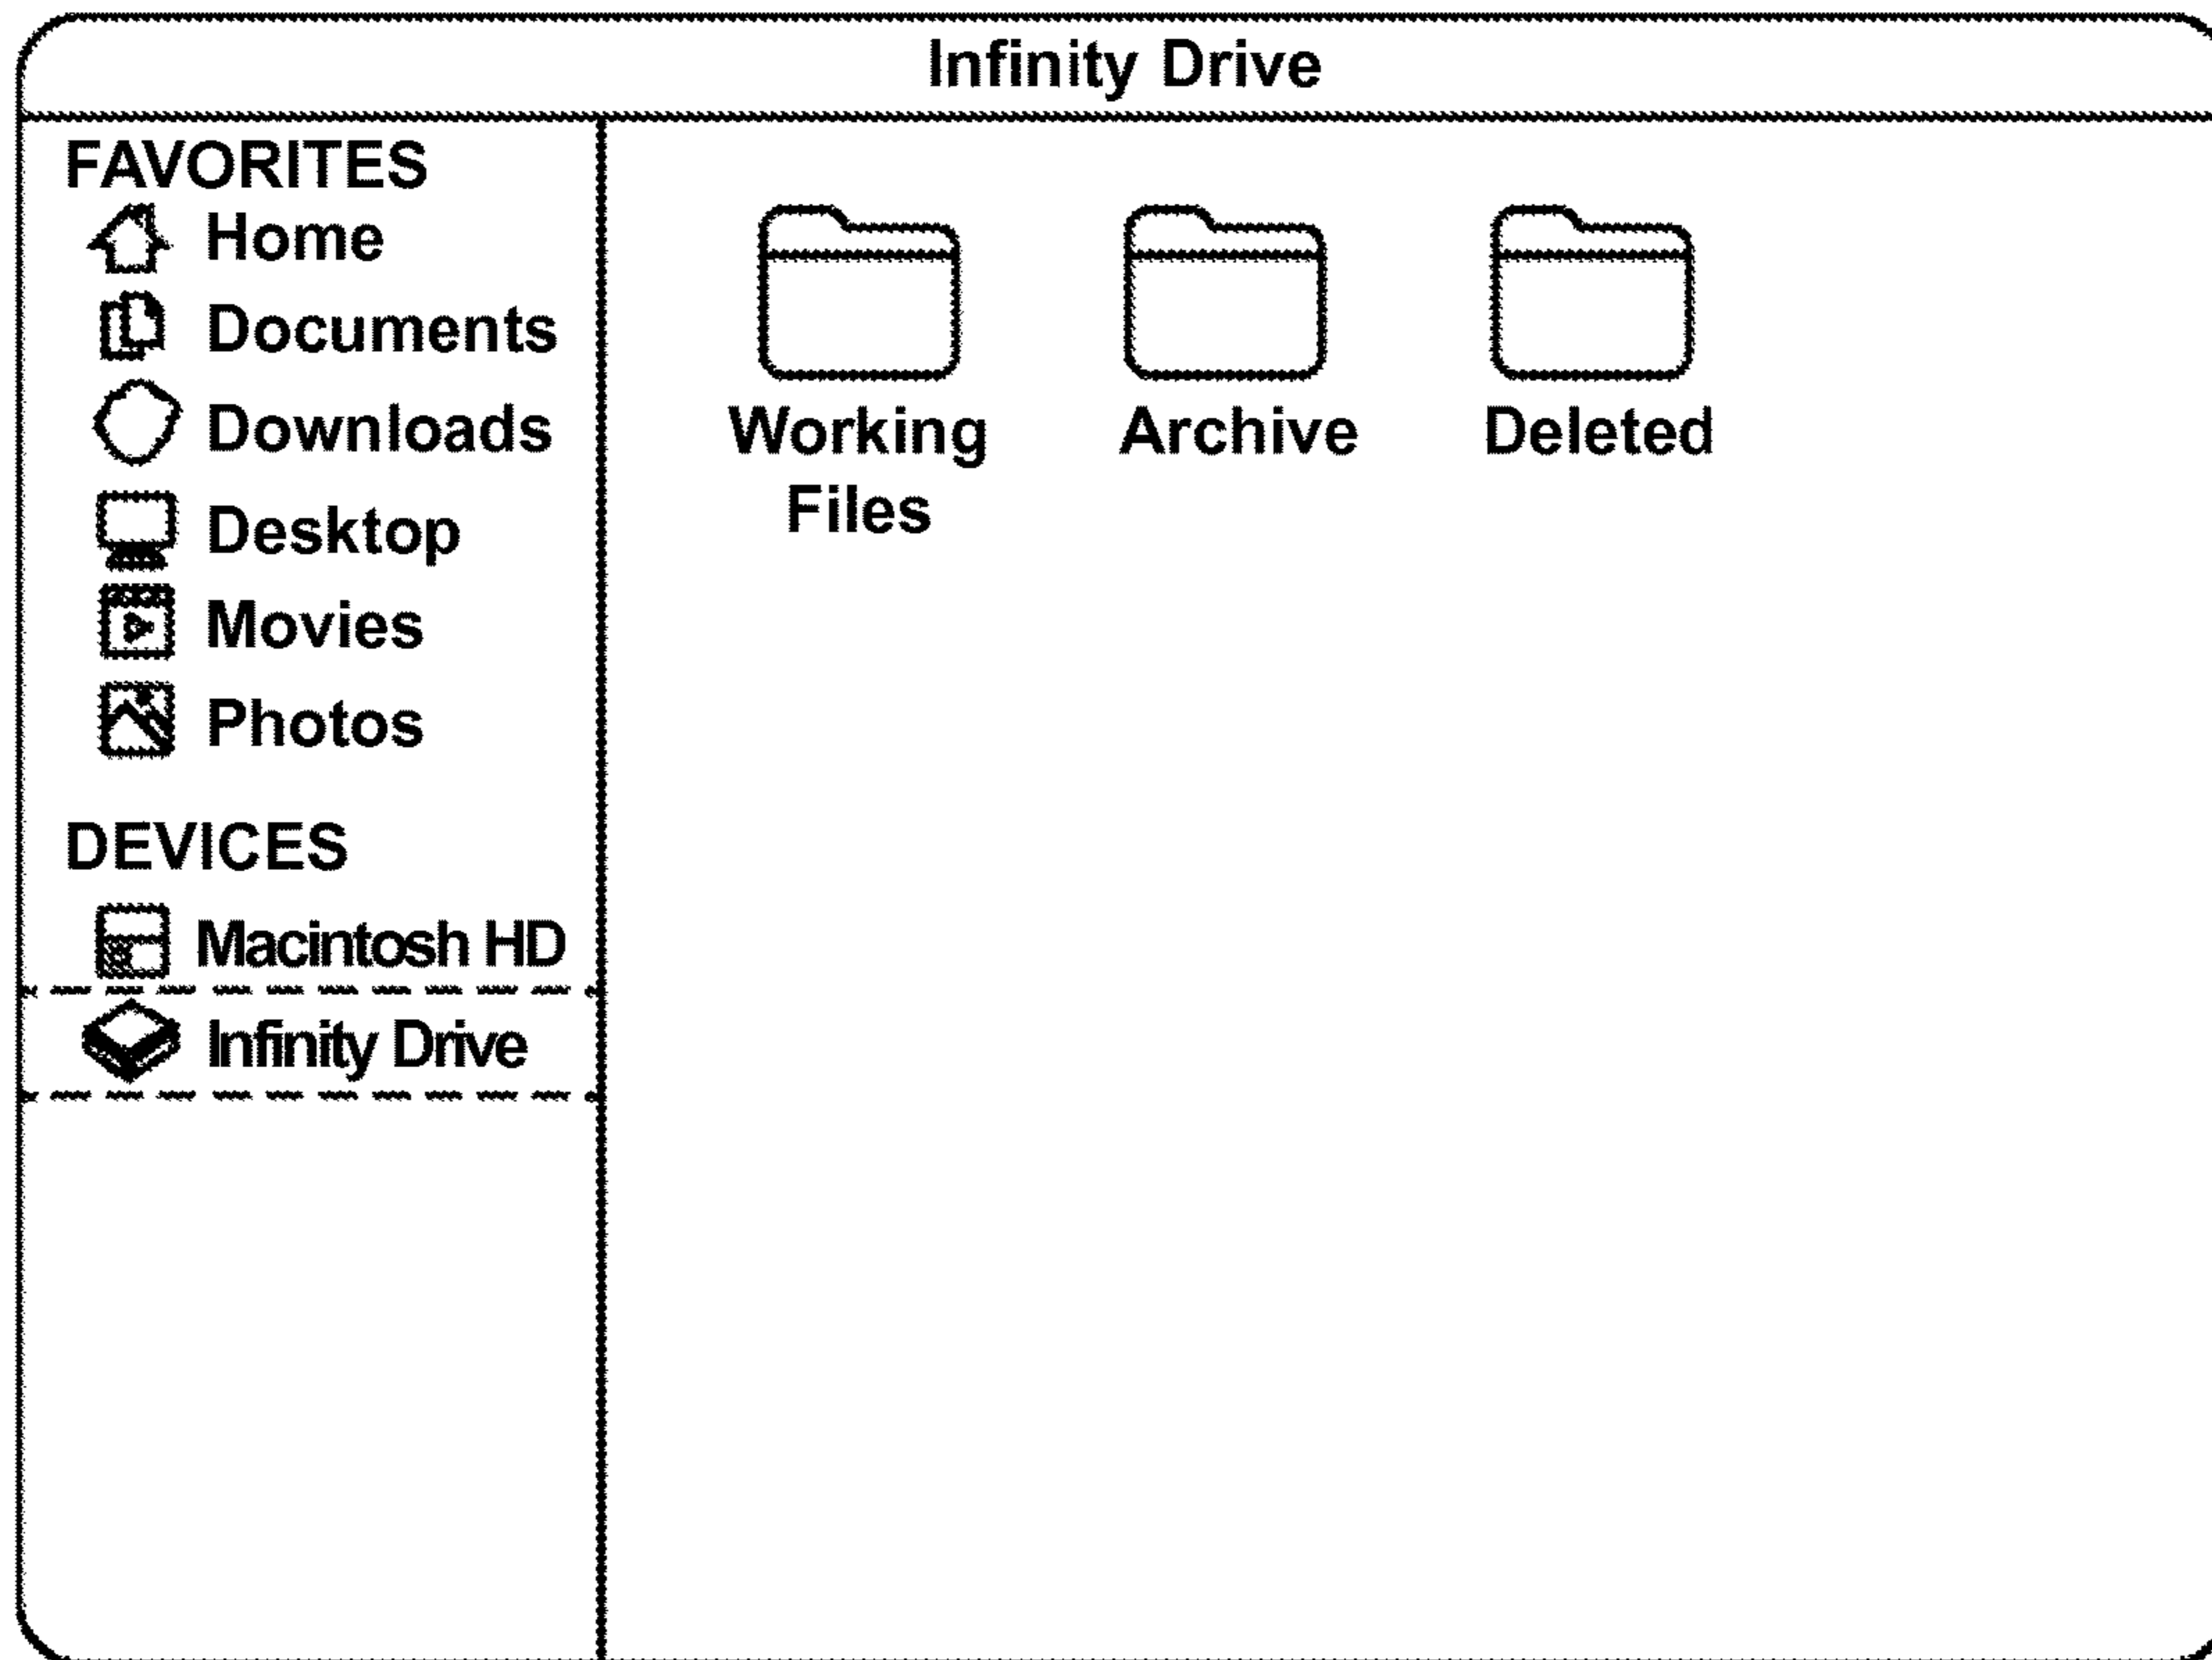 Infinity Drive
FAVORITES
Home
Documents
Downloads
Desktop
Movies
Photos
DEVICES
Macintosh HD
Infinity Drive
Working
Files
Archive
Deleted